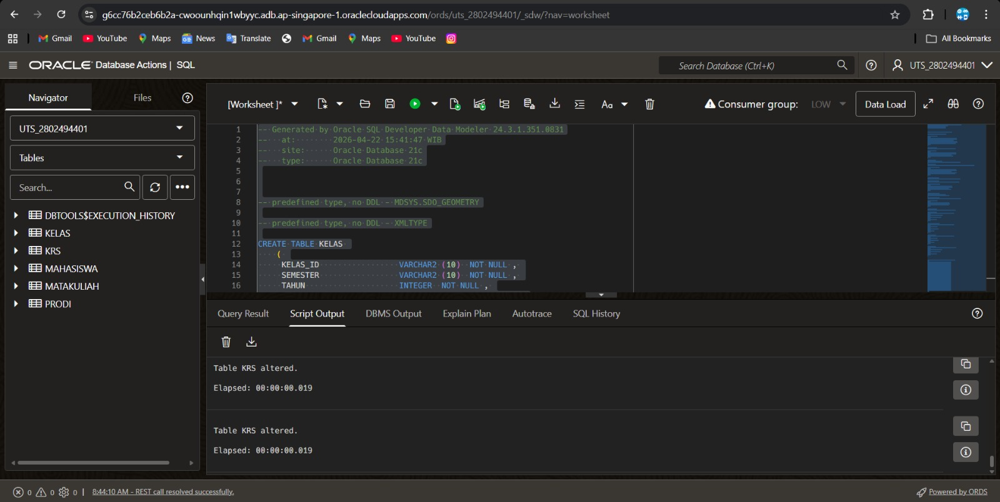 g6cc76b2ceb6b2a-cwoounhqin1wbyyc.adb.ap-singapore-1.oraclecloudapps.com/ords/uts_2802494401/_sdw/?nav=worksheet
Gmail YouTube Maps News Translate Gmail Maps YouTube All Bookmarks
ORACLE Database Actions | SQL Search Database (Ctrl+K) UTS_2802494401
Navigator Files
[Worksheet ]* Aa Consumer group: LOW Data Load
UTS_2802494401
Tables
Search...
DBTOOLS$EXECUTION_HISTORY
KELAS
KRS
MAHASISWA
MATAKULIAH
PRODI
1 -- Generated by Oracle SQL Developer Data Modeler 24.3.1.351.0831
2 -- at: 2026-04-22 15:41:47 WIB
3 -- site: Oracle Database 21c
4 -- type: Oracle Database 21c
5
6
7
8 -- predefined type, no DDL - MDSYS.SDO_GEOMETRY
9
10 -- predefined type, no DDL - XMLTYPE
11
12 CREATE TABLE KELAS
13 (
14 KELAS_ID VARCHAR2 (10) NOT NULL ,
15 SEMESTER VARCHAR2 (10) NOT NULL ,
16 TAHUN INTEGER NOT NULL ,
Query Result Script Output DBMS Output Explain Plan Autotrace SQL History
Table KRS altered.
Elapsed: 00:00:00.019
Table KRS altered.
Elapsed: 00:00:00.019
0 0 0 | 8:44:10 AM - REST call resolved successfully. Powered by ORDS